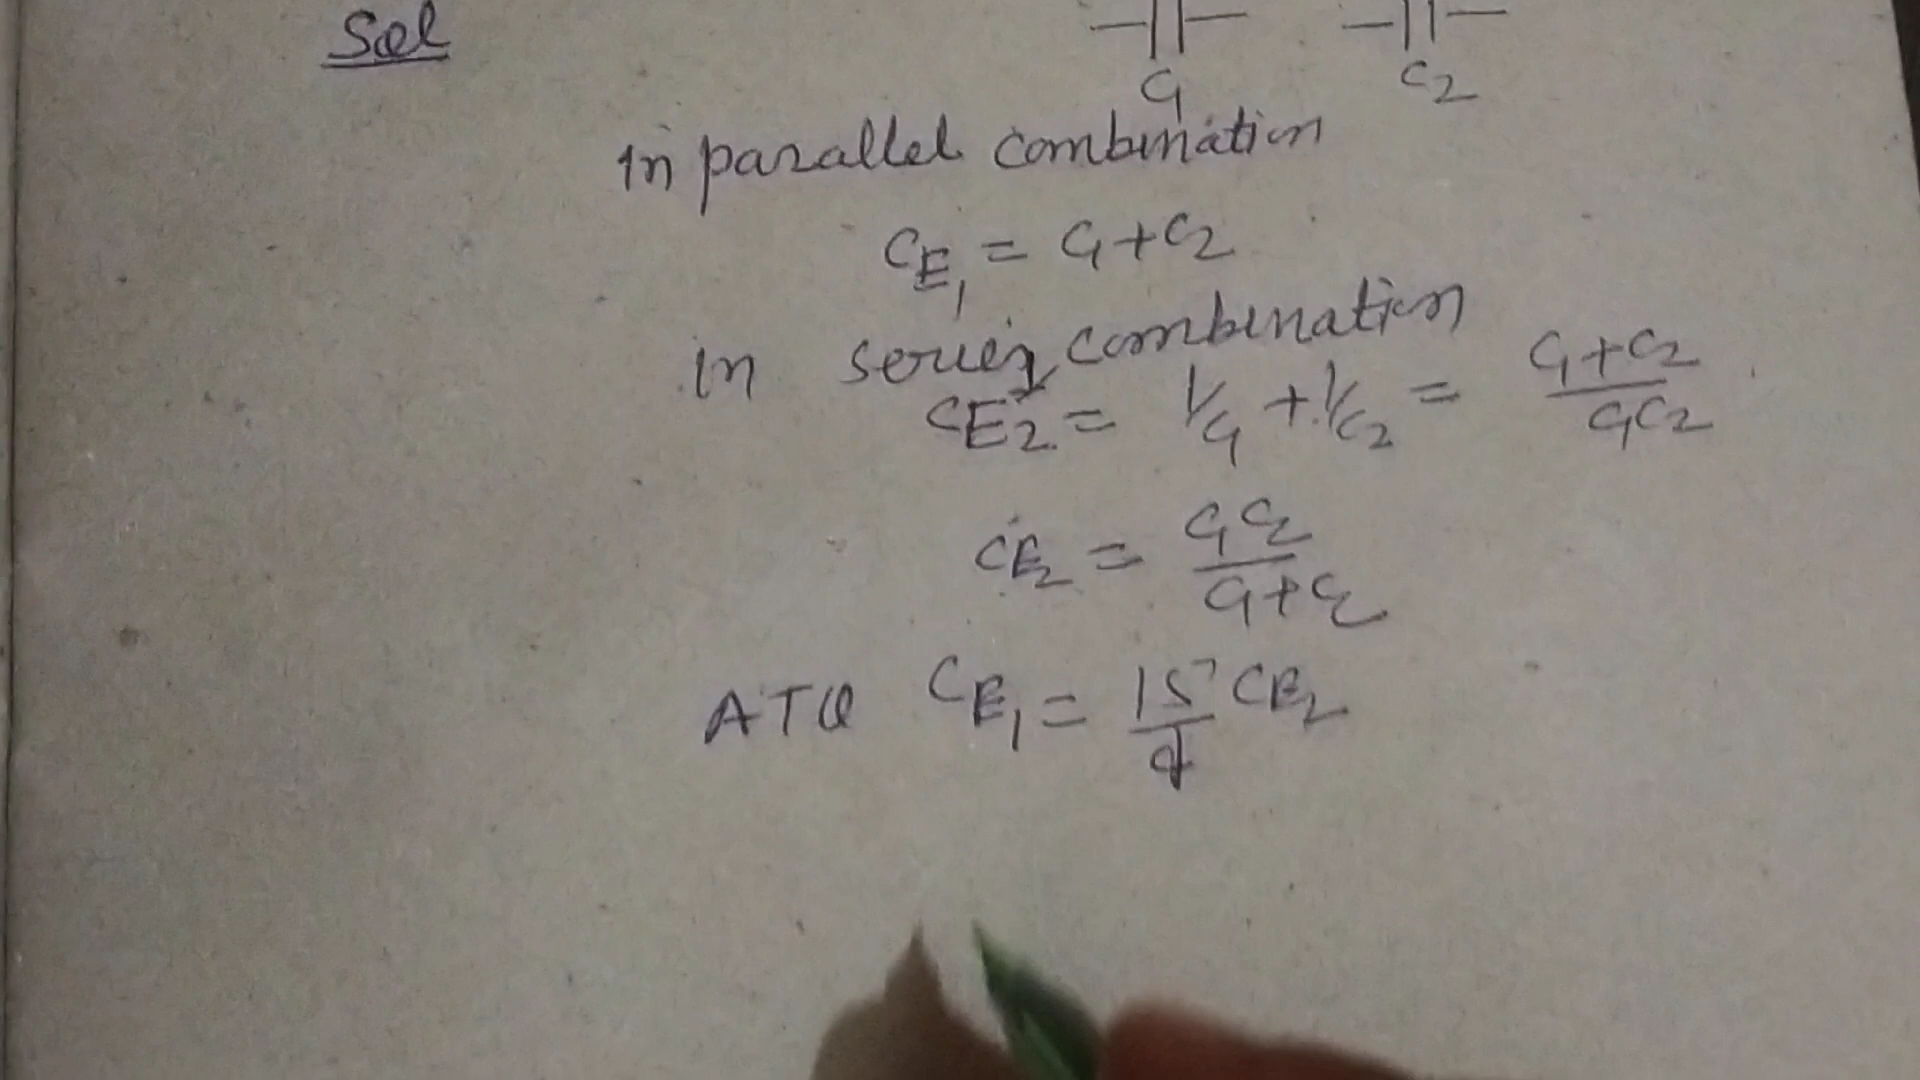 Sol
C1 C2
In parallel combination
CE1 = C1+C2
In series combination
CE2 = 1/C1 + 1/C2 = C1+C2/C1C2
CE2 = C1C2/C1+C2
ATQ CE1 = 15/4 CE2